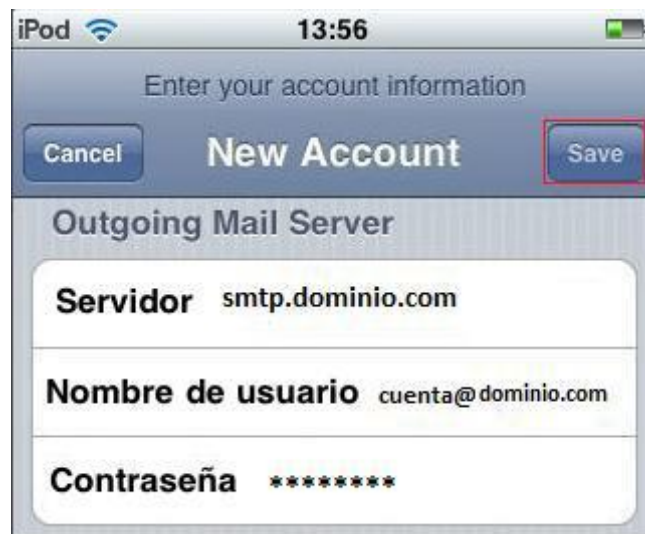 iPod 13:56
Enter your account information
Cancel New Account Save
Outgoing Mail Server
Servidor smtp.dominio.com
Nombre de usuario cuenta@dominio.com
Contraseña ********